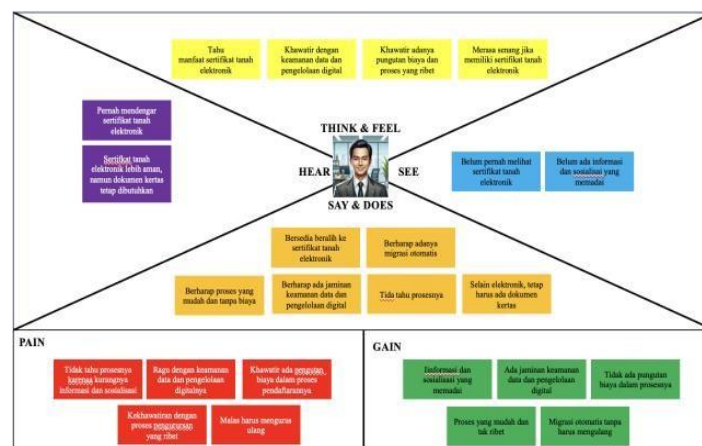 Tahu
manfaat sertifikat tanah
elektronik
Khawatir dengan
keamanan data dan
pengelolaan digital
Khawatir adanya
pungutan biaya dan
proses yang ribet
Merasa senang jika
memiliki sertifikat tanah
elektronik
Pernah mendengar
sertifikat tanah
elektronik
Sertifkat tanah
elektronik lebih aman,
namun dokumen kertas
tetap dibutuhkan
THINK & FEEL
HEAR
SEE
SAY & DOES
Belum pernah melihat
sertifikat tanah
elektronik
Belum ada informasi
dan sosialisai yang
memadai
Bersedia beralih ke
sertifikat tanah
elektronik
Berharap adanya
migrasi otomatis
Berharap proses yang
mudah dan tanpa biaya
Berharap ada jaminan
keamanan data dan
pengelolaan digital
Tida tahu prosesnya
Selain elektronik, tetap
harus ada dokumen
kertas
PAIN
Tidak tahu prosesnya
karenaa kurangnya
informasi dan sosialisasi
Ragu dengan keamanan
data dan pengelolaan
digitalnya
Khawatir ada pengutan
biaya dalam proses
pendaftarannya
Kekhawatiran dengan
proses pengurusan
yang ribet
Malas harus mengurus
ulang
GAIN
Iinformasi dan
sosialisasi yang
memadai
Ada jaminan keamanan
data dan pengelolaan
digital
Tidak ada pungutan
biaya dalam prosesnya
Proses yang mudah dan
tak ribet
Migrasi otomatis tanpa
harus mengulang